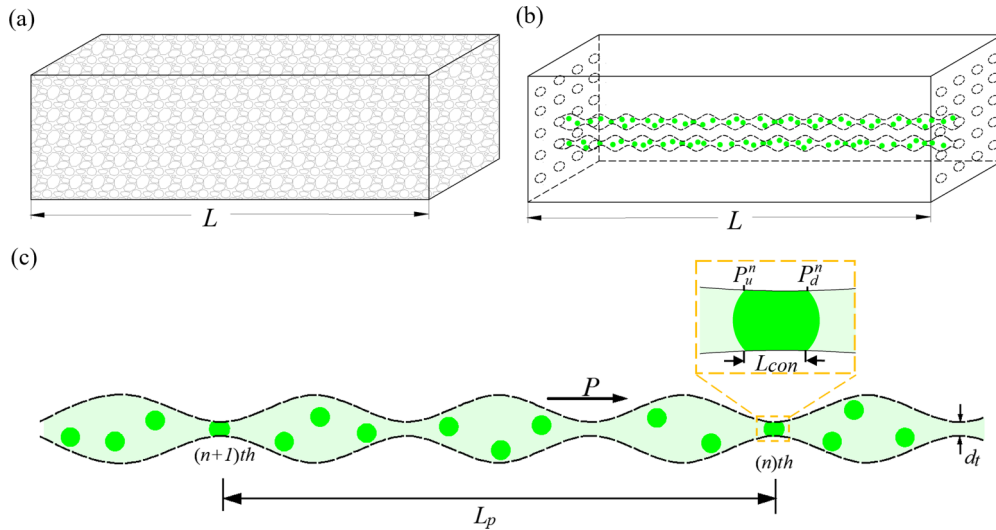 (a)
(b)
L
L
(c)
P_u^n P_d^n
Lcon
P
(n+1)th
(n)th
d_t
L_p